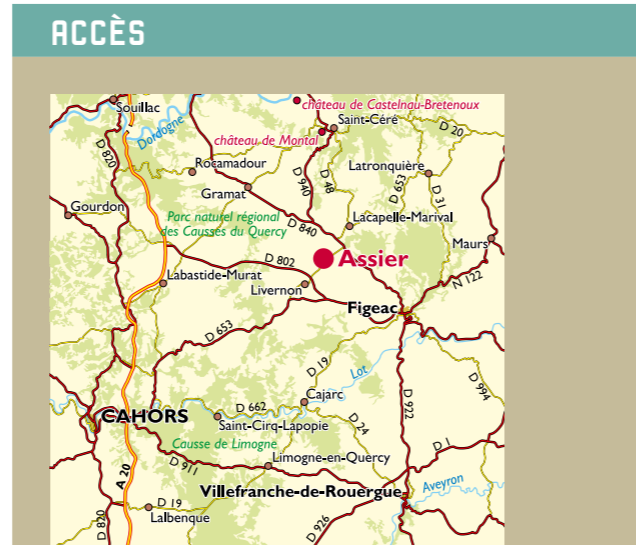 ACCÈS
château de Castelnau-Bretenoux
Souillac
Saint-Céré
D 20
Dordogne
château de Montal
D 820
Rocamadour
Latronquière
D 940
D 48
D 653
D 31
Gramat
Gourdon
Parc naturel régional
des Causses du Quercy
Lacapelle-Marival
D 840
Maurs
D 802
Assier
Labastide-Murat
Livernon
N 122
Figeac
D 653
D 19
Lot
D 994
Cajarc
D 922
D 662
CAHORS
Saint-Cirq-Lapopie
D 24
Causse de Limogne
D 1
Limogne-en-Quercy
D 911
A 20
Villefranche-de-Rouergue
Aveyron
D 19
Lalbenque
D 820
D 926